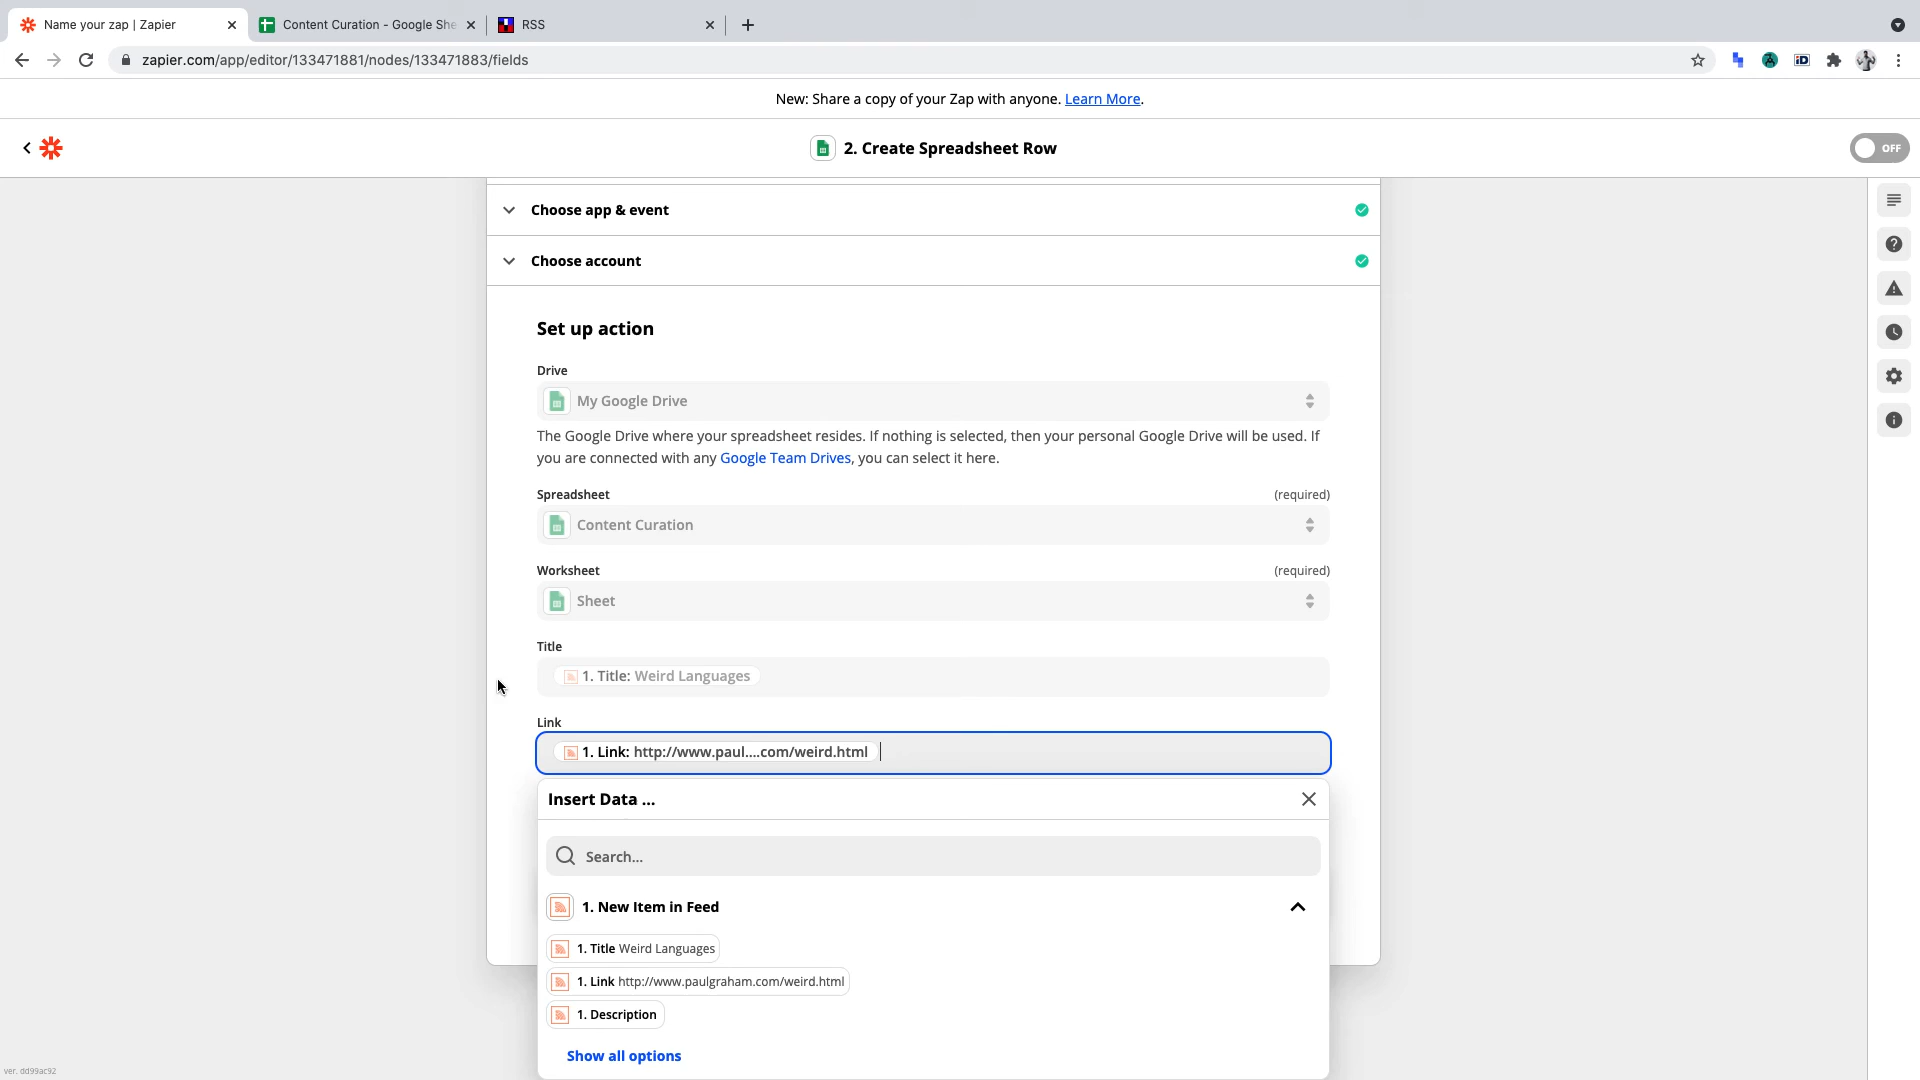 Name your zap | Zapier
Content Curation - Google She
RSS
zapier.com/app/editor/133471881/nodes/133471883/fields
iD
New: Share a copy of your Zap with anyone. Learn More.
2. Create Spreadsheet Row
OFF
Choose app & event
Choose account
Set up action
Drive
My Google Drive
The Google Drive where your spreadsheet resides. If nothing is selected, then your personal Google Drive will be used. If
you are connected with any Google Team Drives, you can select it here.
Spreadsheet (required)
Content Curation
Worksheet (required)
Sheet
Title
1. Title: Weird Languages
Link
1. Link: http://www.paul....com/weird.html
Insert Data ...
Search...
1. New Item in Feed
1. Title Weird Languages
1. Link http://www.paulgraham.com/weird.html
1. Description
Show all options
ver. dd99ac92